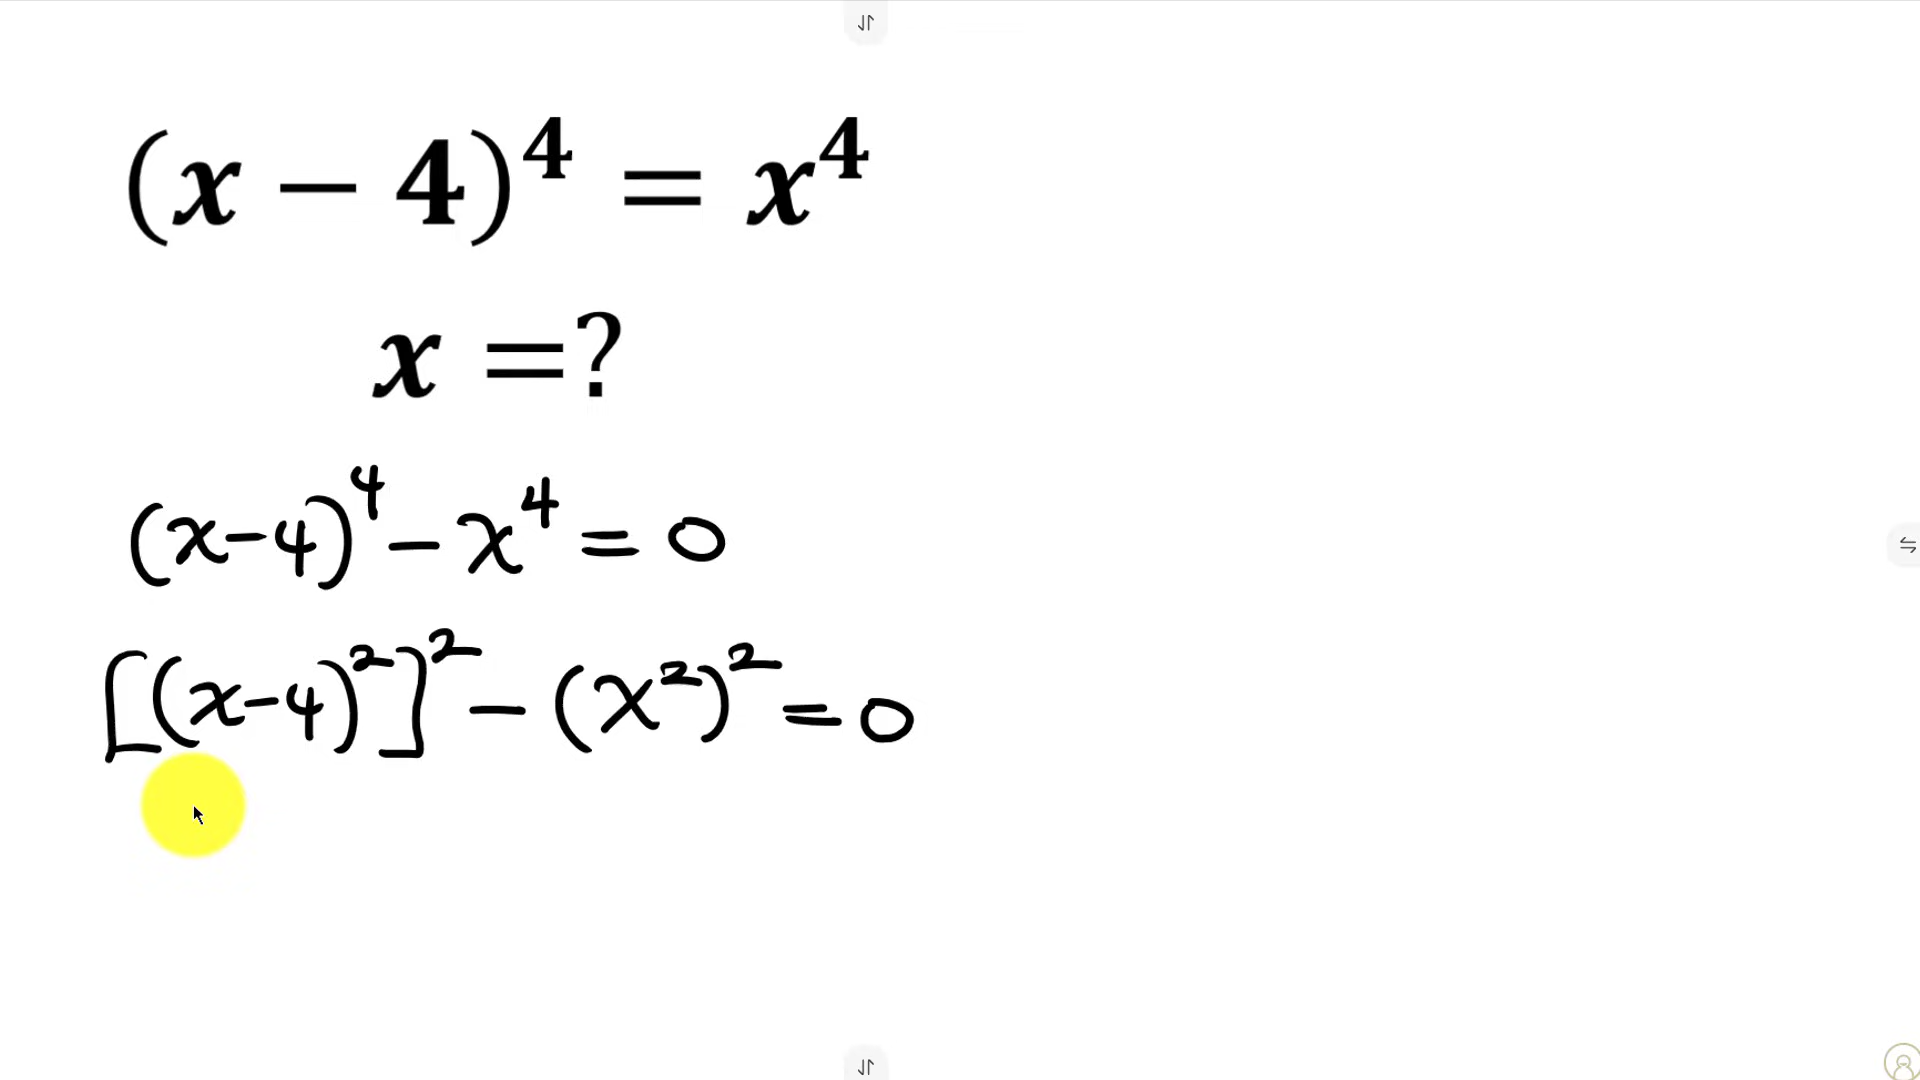 (x − 4)⁴ = x⁴
x =?
(x-4)⁴ - x⁴ = 0
[(x-4)²]² - (x²)² = 0